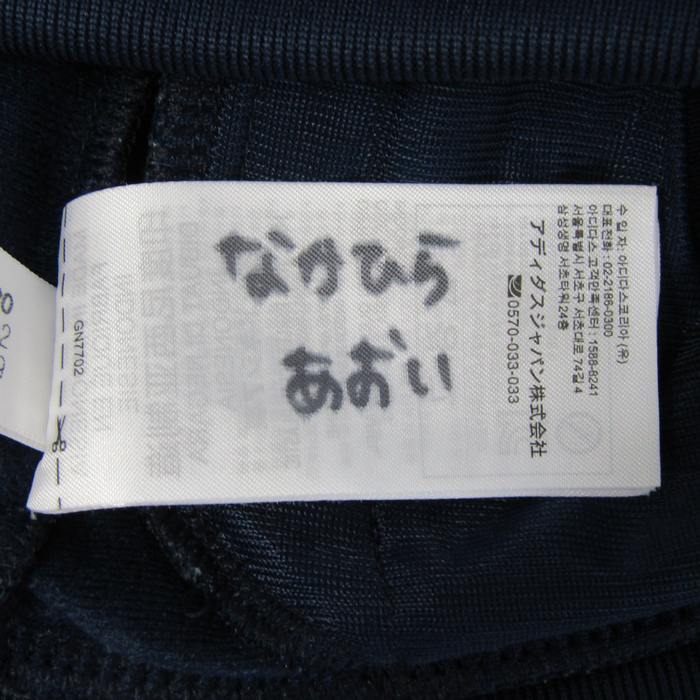 なかひら
あおい
수 입 자: 아디다스코리아 (유)
대표전화 : 02-2186-0300
아디다스 고객만족센터 : 1588-8241
서울특별시 서초구 서초대로 74길 4
삼성생명 서초타워 24층
アディダスジャパン株式会社
0570-033-033
GN7702